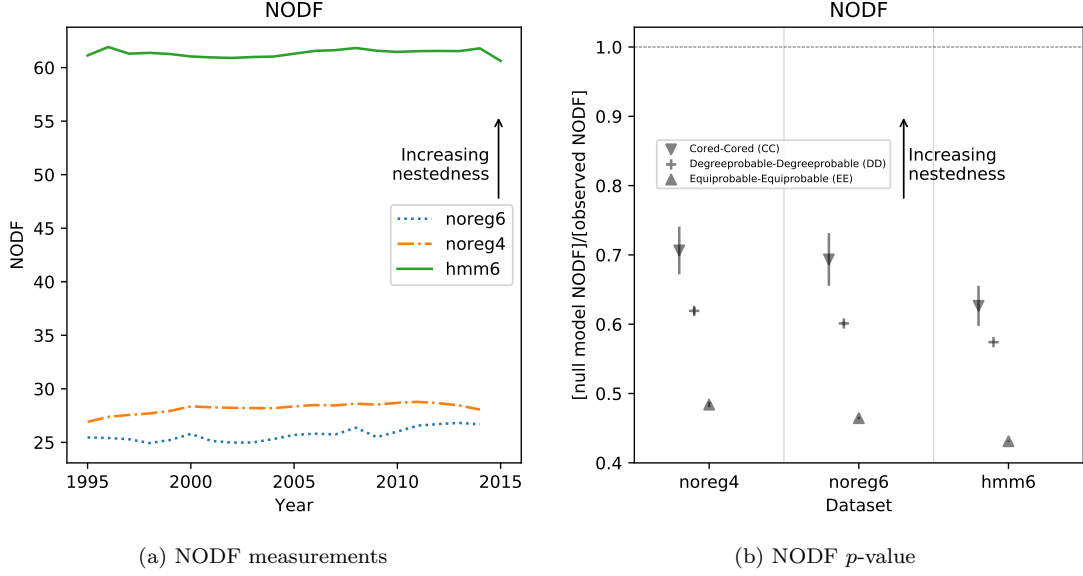 NODF
60
55
50
45
40
35
30
25
NODF
Increasing
nestedness
noreg6
noreg4
hmm6
1995
2000
2005
2010
2015
Year
(a) NODF measurements
NODF
1.0
0.9
0.8
0.7
0.6
0.5
0.4
[null model NODF]/[observed NODF]
Cored-Cored (CC)
Degreeprobable-Degreeprobable (DD)
Equiprobable-Equiprobable (EE)
Increasing
nestedness
noreg4
noreg6
hmm6
Dataset
(b) NODF p-value